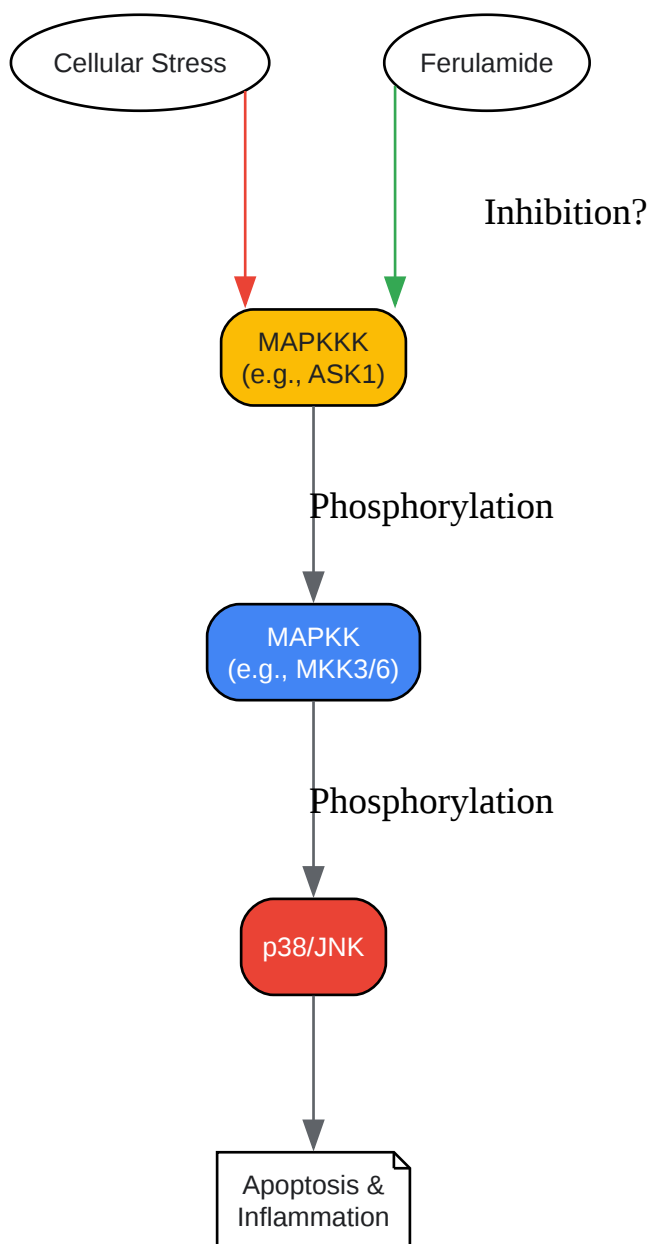 Cellular Stress
Ferulamide
Inhibition?
MAPKKK
(e.g., ASK1)
Phosphorylation
MAPKK
(e.g., MKK3/6)
Phosphorylation
p38/JNK
Apoptosis &
Inflammation